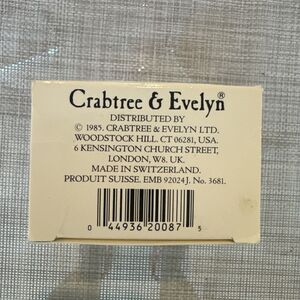 Crabtree & Evelyn®
DISTRIBUTED BY
© 1985. CRABTREE & EVELYN LTD.
WOODSTOCK HILL. CT 06281, USA.
6 KENSINGTON CHURCH STREET,
LONDON, W8. UK.
MADE IN SWITZERLAND.
PRODUIT SUISSE. EMB 92024 J. No. 3681.
0 44936 20087 5